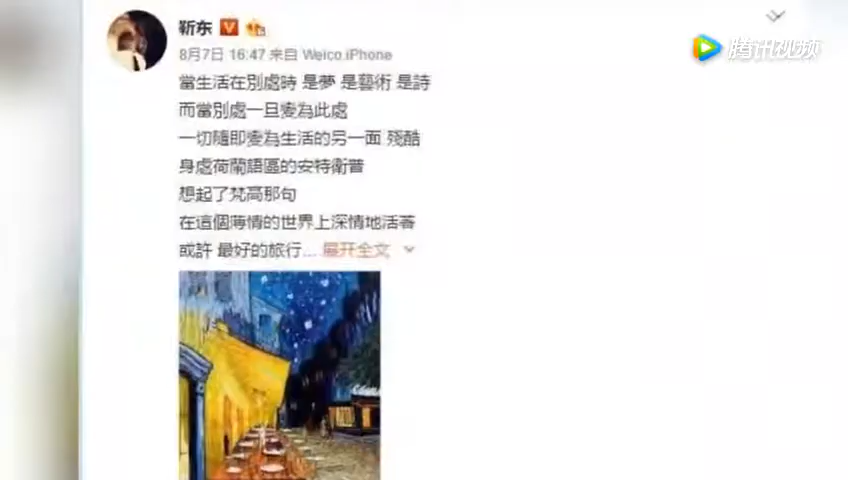 靳东
腾讯视频
8月7日 16:47 来自 Weico.iPhone
當生活在別處時 是夢 是藝術 是詩
而當別處一旦變為此處
一切隨即變為生活的另一面 殘酷
身處荷蘭語區的安特衛普
想起了梵高那句
在這個薄情的世界上深情地活著
或許 最好的旅行... 展开全文